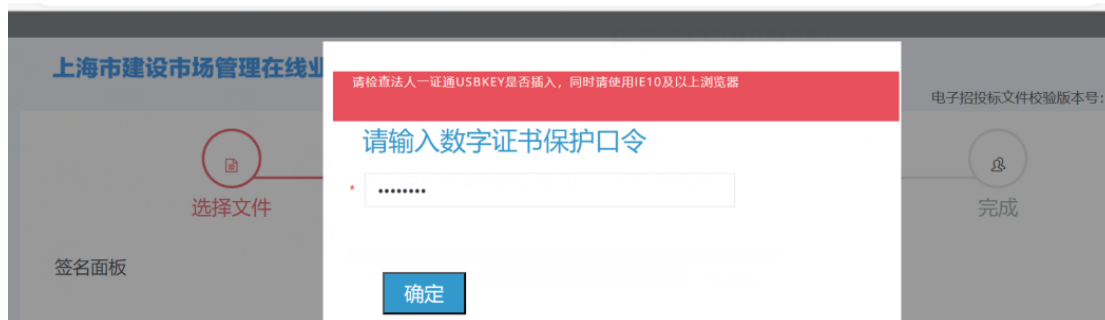 上海市建设市场管理在线业
请检查法人一证通USBKEY是否插入，同时请使用IE10及以上浏览器
电子招投标文件校验版本号：
请输入数字证书保护口令
* ••••••••
选择文件
完成
签名面板
确定